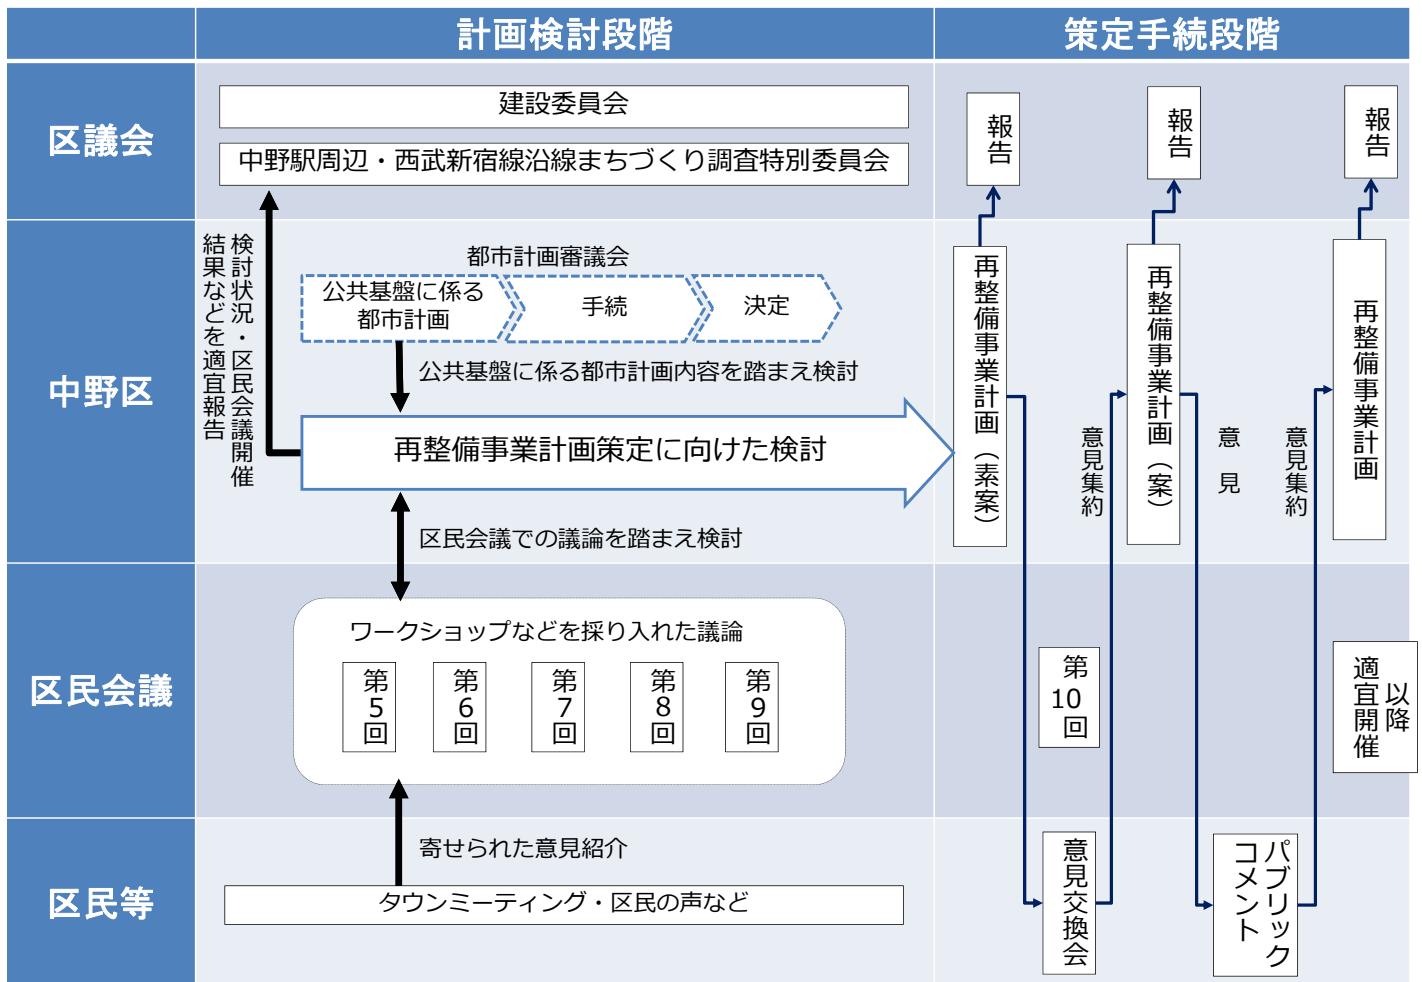 計画検討段階
策定手続段階
区議会
建設委員会
中野駅周辺・西武新宿線沿線まちづくり調査特別委員会
報告
報告
報告
中野区
検討状況・区民会議開催
結果などを適宜報告
都市計画審議会
公共基盤に係る
都市計画
手続
決定
公共基盤に係る都市計画内容を踏まえ検討
再整備事業計画策定に向けた検討
区民会議での議論を踏まえ検討
再整備事業計画（素案）
意見集約
再整備事業計画（案）
意 見
意見集約
再整備事業計画
区民会議
ワークショップなどを採り入れた議論
第5回
第6回
第7回
第8回
第9回
第10回
以降
適宜開催
区民等
寄せられた意見紹介
タウンミーティング・区民の声など
意見交換会
パブリック
コメント